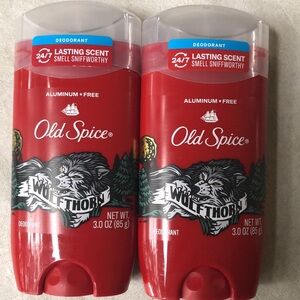 DEODORANT
24/7 LASTING SCENT
SMELL SNIFFWORTHY
ALUMINUM • FREE
Old Spice®
WOLFTHORN
DEODORANT
NET WT.
3.0 OZ (85 g)
DEODORANT
24/7 LASTING SCENT
SMELL SNIFFWORTHY
ALUMINUM • FREE
Old Spice®
WOLFTHORN
NET WT.
3.0 OZ (85 g)